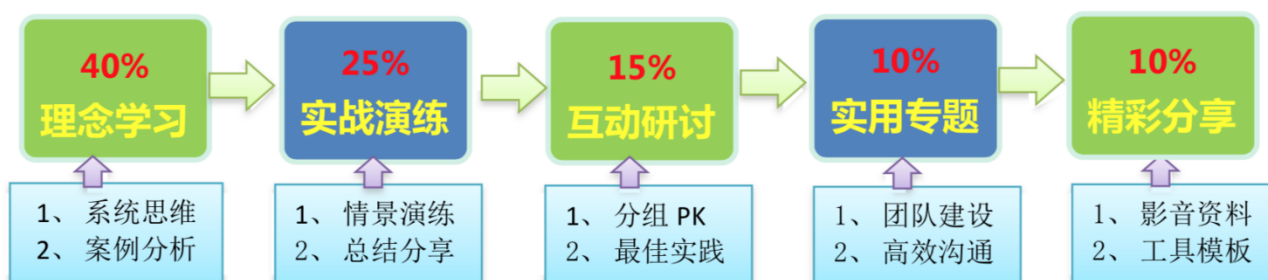 40%
理念学习
25%
实战演练
15%
互动研讨
10%
实用专题
10%
精彩分享
1、 系统思维
2、 案例分析
1、 情景演练
2、 总结分享
1、 分组 PK
2、 最佳实践
1、 团队建设
2、 高效沟通
1、 影音资料
2、 工具模板